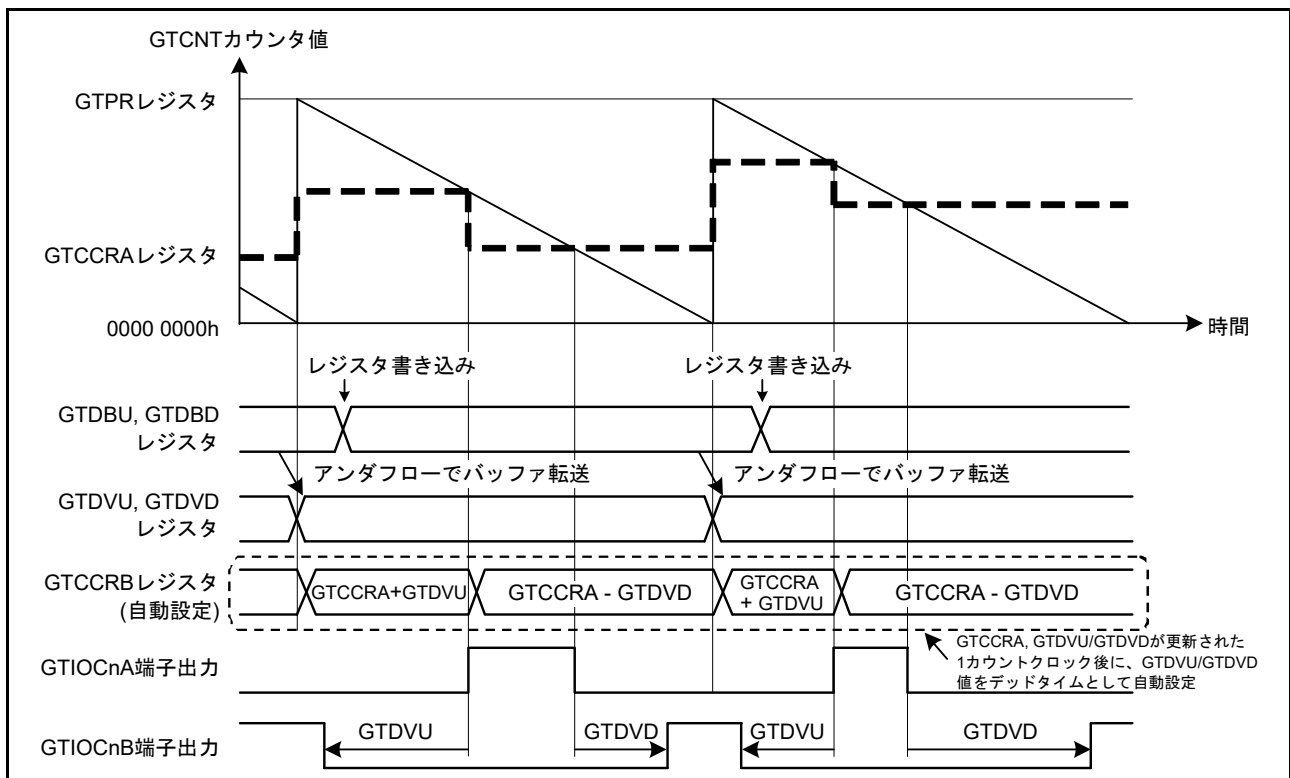 GTCNTカウンタ値
GTPRレジスタ
GTCCRAレジスタ
0000 0000h
時間
レジスタ書き込み
レジスタ書き込み
GTDBU, GTDBD
レジスタ
アンダフローでバッファ転送
アンダフローでバッファ転送
GTDVU, GTDVD
レジスタ
GTCCRBレジスタ
(自動設定)
GTCCRA+GTDVU
GTCCRA - GTDVD
GTCCRA
+ GTDVU
GTCCRA - GTDVD
GTCCRA, GTDVU/GTDVDが更新された
1カウントクロック後に、GTDVU/GTDVD
値をデッドタイムとして自動設定
GTIOCnA端子出力
GTIOCnB端子出力
GTDVU
GTDVD
GTDVU
GTDVD